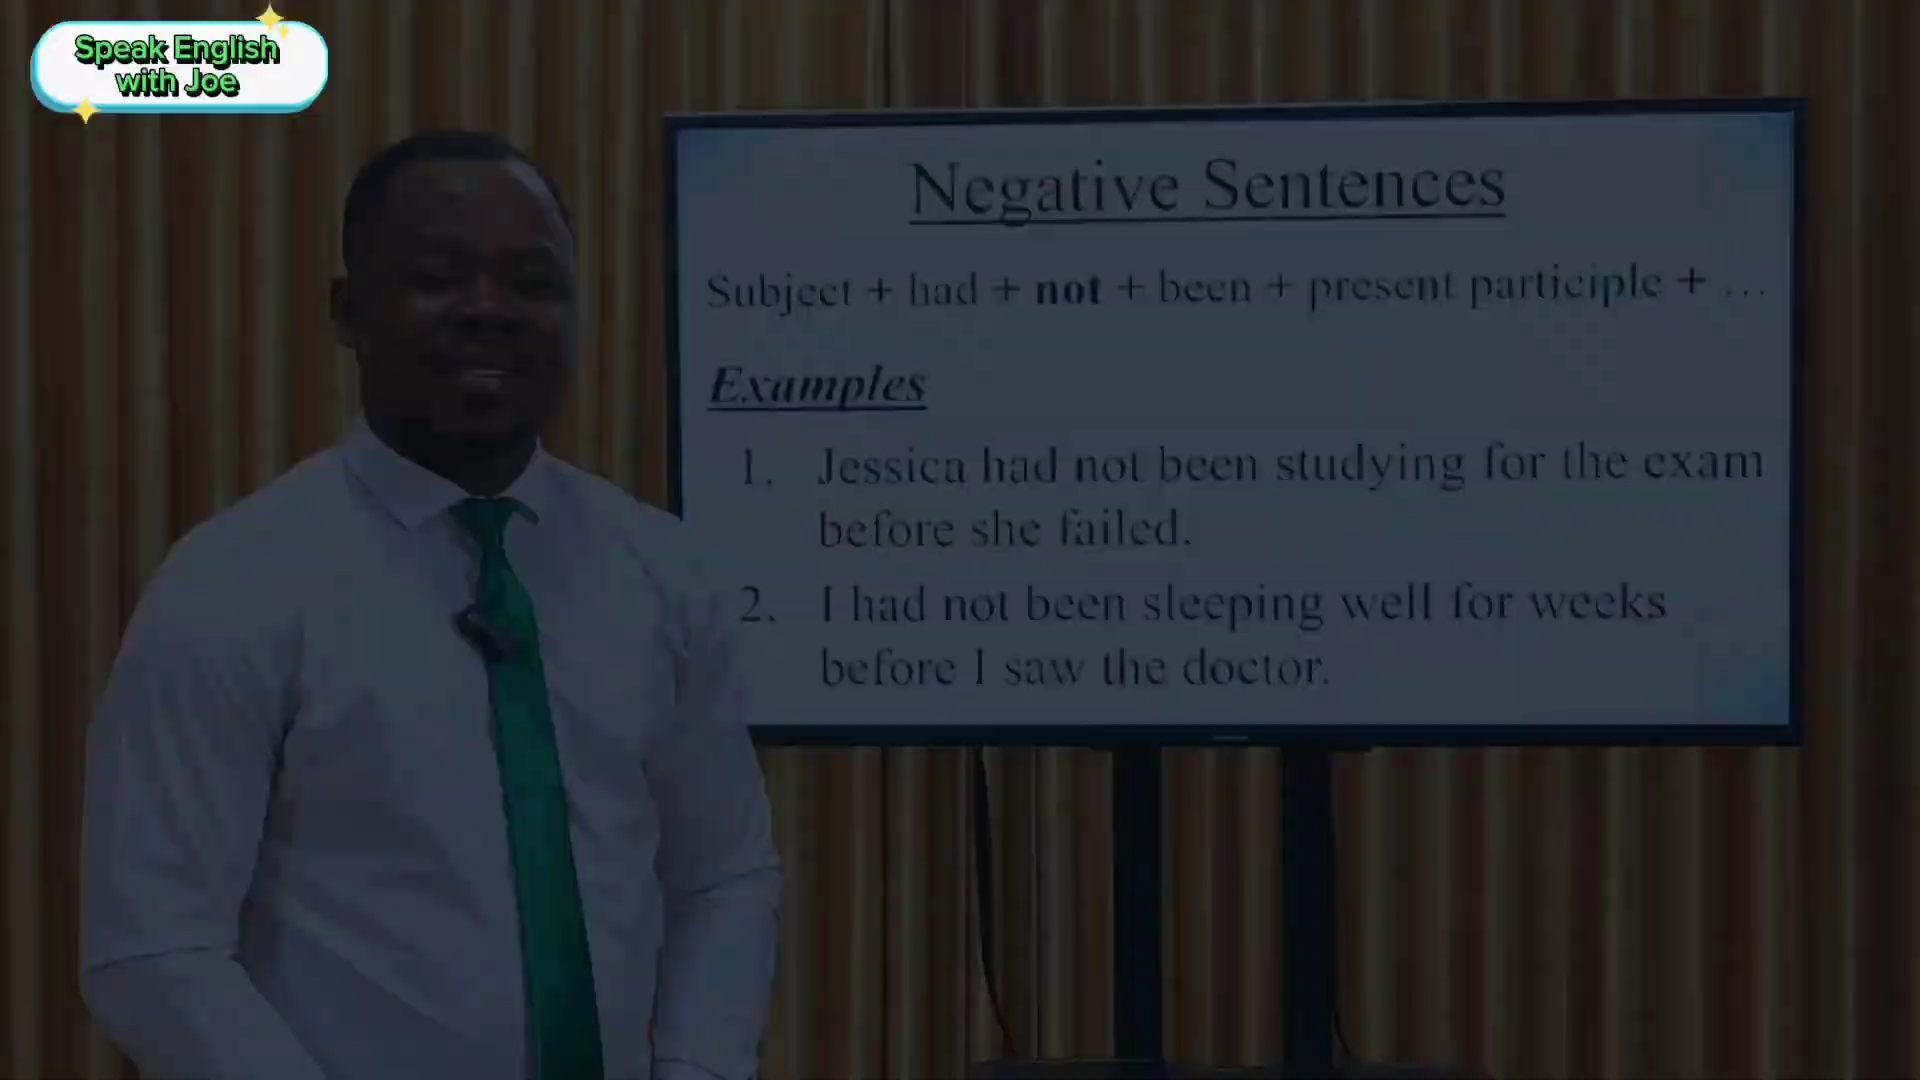 Speak English
with Joe
Negative Sentences
Subject + had + not + been + present participle + ...
Examples
1. Jessica had not been studying for the exam
before she failed.
2. I had not been sleeping well for weeks
before I saw the doctor.